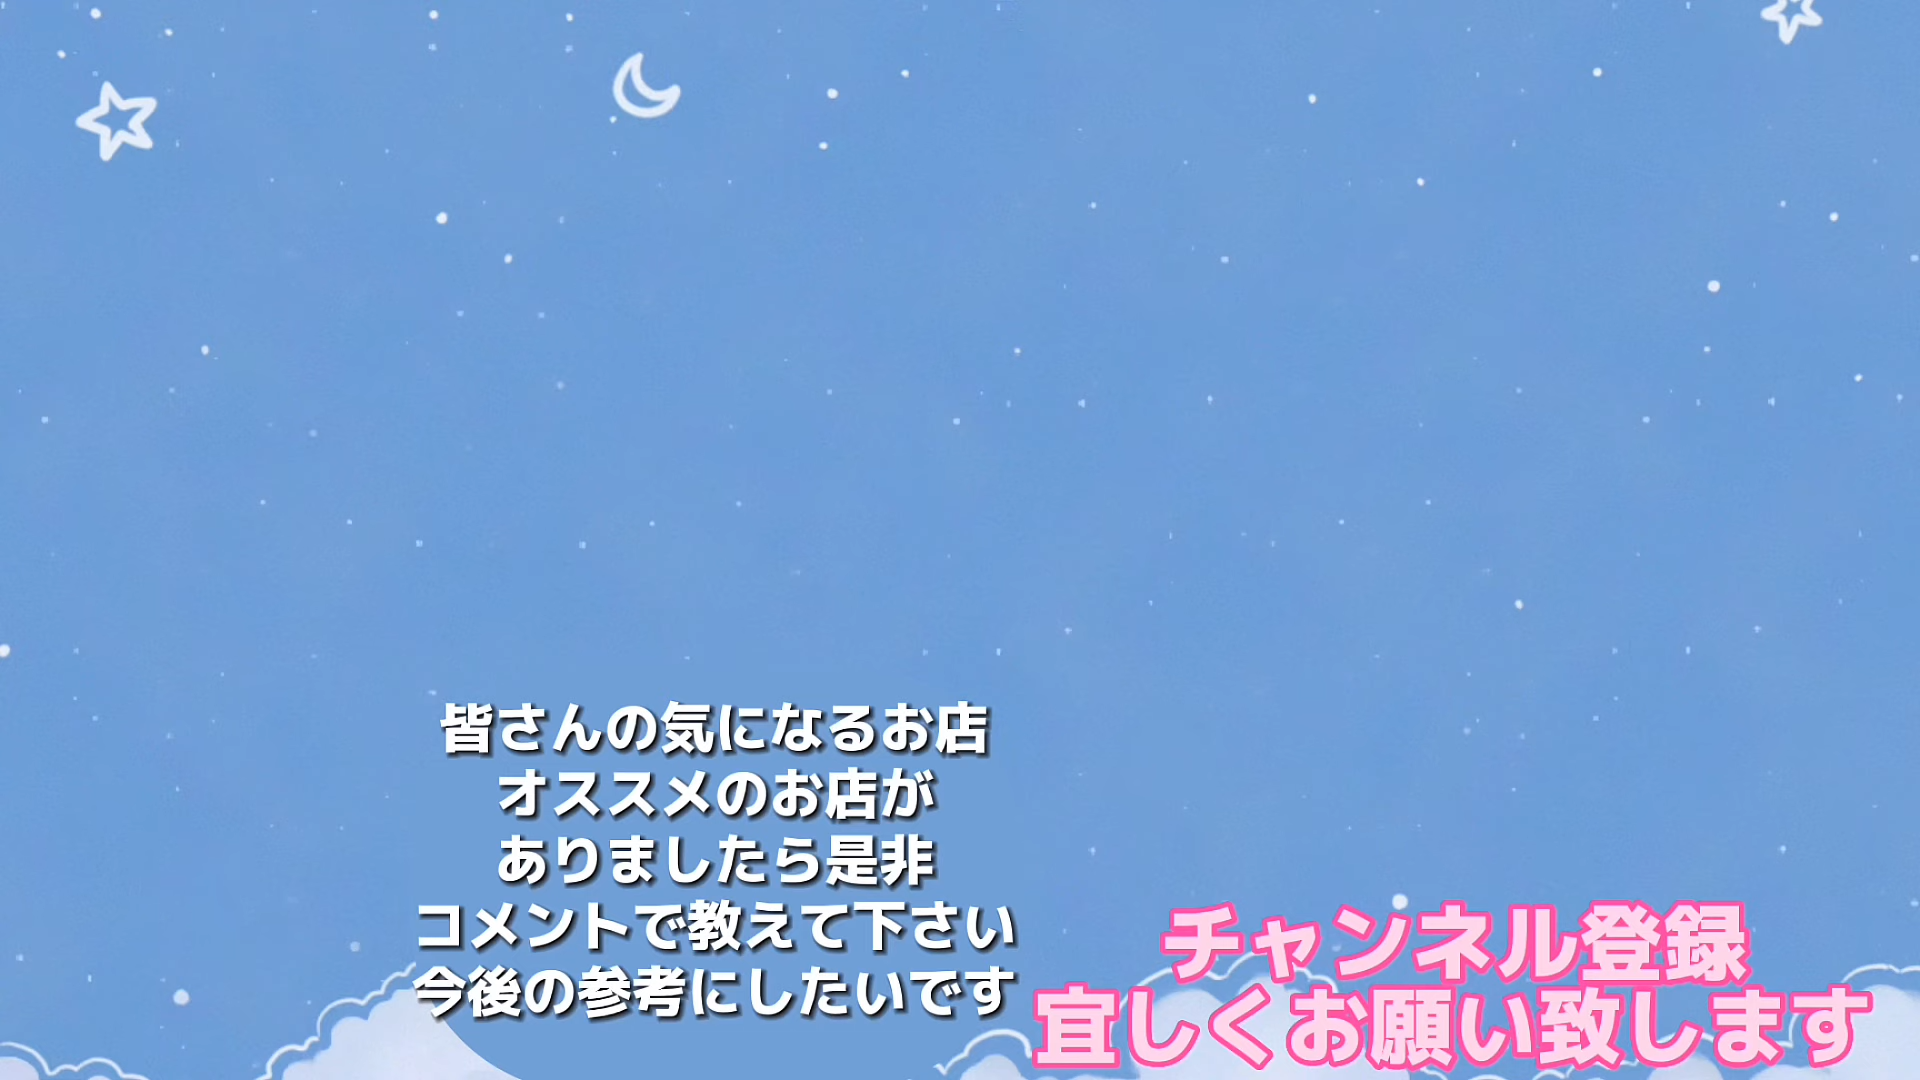 皆さんの気になるお店
オススメのお店が
ありましたら是非
コメントで教えて下さい
今後の参考にしたいです
チャンネル登録
宜しくお願い致します